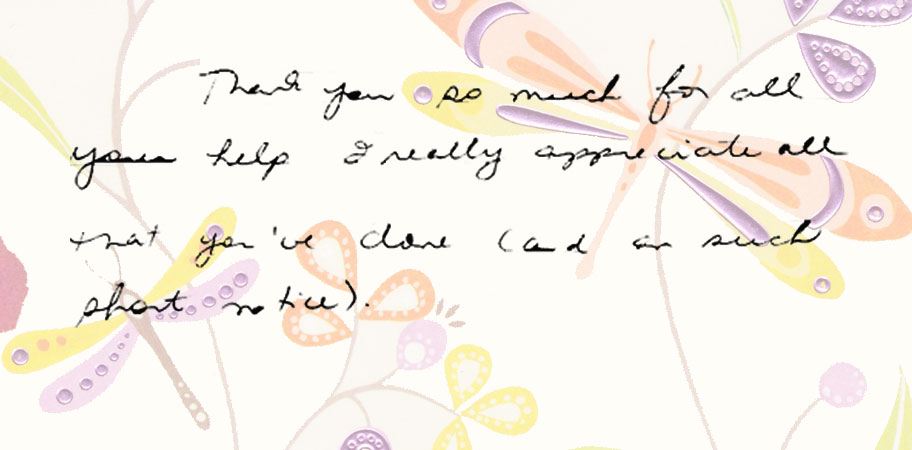 Thank you so much for all
your help I really appreciate all
that you've done (and on such
short notice).